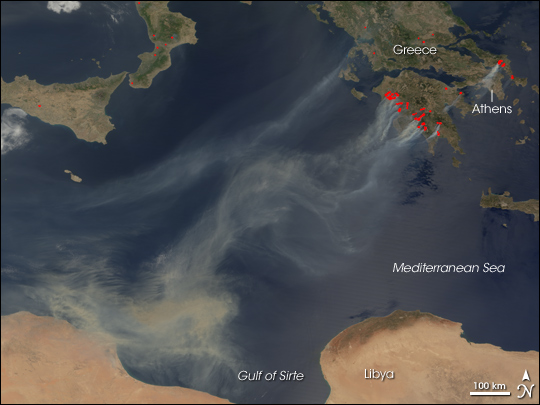 Greece
Athens
Mediterranean Sea
Gulf of Sirte
Libya
100 km
N